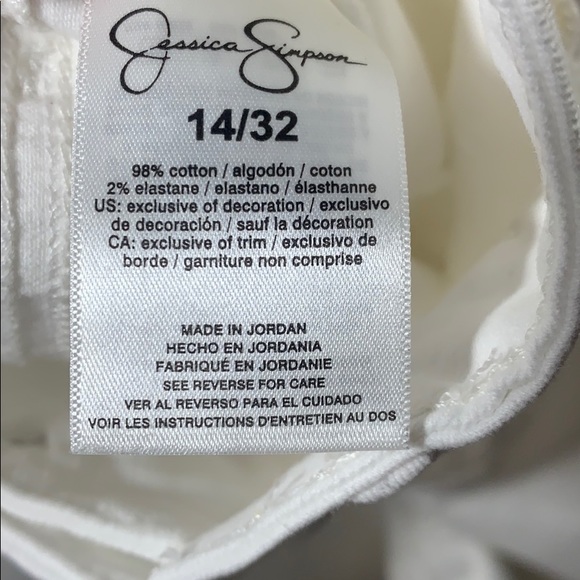 Jessica Simpson
14/32
98% cotton / algodón / coton
2% elastane / elastano / élasthanne
US: exclusive of decoration / exclusivo
de decoración / sauf la décoration
CA: exclusive of trim / exclusivo de
borde / garniture non comprise
MADE IN JORDAN
HECHO EN JORDANIA
FABRIQUÉ EN JORDANIE
SEE REVERSE FOR CARE
VER AL REVERSO PARA EL CUIDADO
VOIR LES INSTRUCTIONS D'ENTRETIEN AU DOS